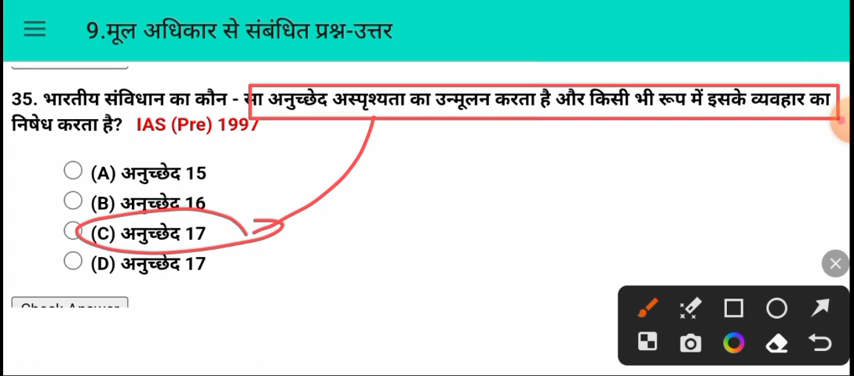 9.मूल अधिकार से संबंधित प्रश्न-उत्तर
35. भारतीय संविधान का कौन - सा अनुच्छेद अस्पृश्यता का उन्मूलन करता है और किसी भी रूप में इसके व्यवहार का
निषेध करता है? IAS (Pre) 1997
(A) अनुच्छेद 15
(B) अनुच्छेद 16
(C) अनुच्छेद 17
(D) अनुच्छेद 17